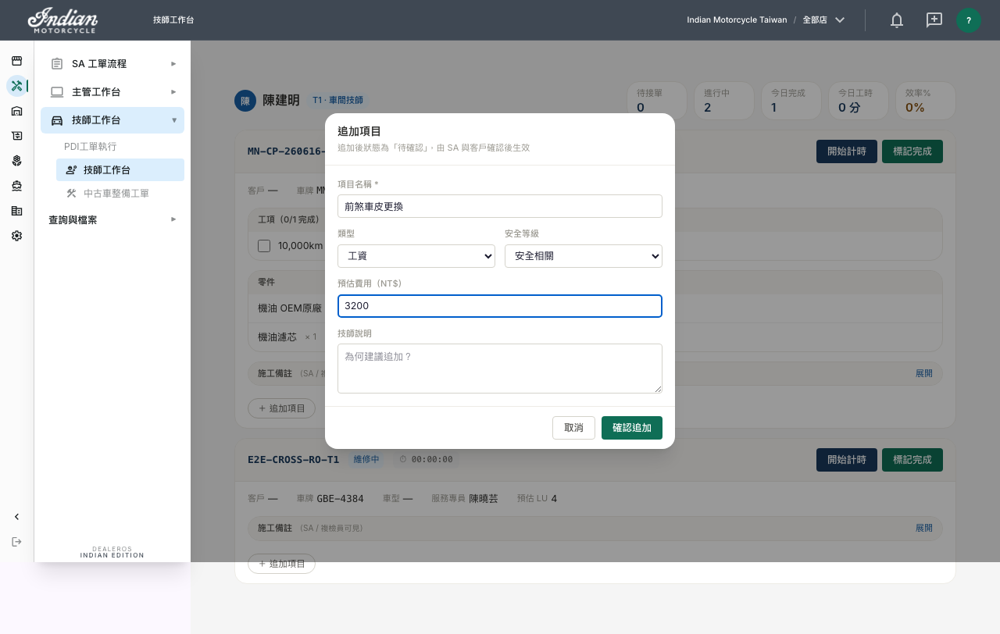 Indian
MOTORCYCLE
技師工作台
Indian Motorcycle Taiwan / 全部店
?
SA 工單流程
主管工作台
技師工作台
PDI工單執行
技師工作台
中古車整備工單
查詢與檔案
DEALEROS
INDIAN EDITION
陳 陳建明 T1 · 車間技師
待接單
0
進行中
2
今日完成
1
今日工時
0 分
效率%
0%
MN-CP-260616-
開始計時 標記完成
客戶 — 車牌
工項（0/1 完成）
10,000km
零件
機油 OEM原廠
機油濾芯 × 1
施工備註
展開
+ 追加項目
追加項目
追加後狀態為「待確認」，由 SA 與客戶確認後生效
項目名稱 *
前煞車皮更換
類型 安全等級
工資 安全相關
預估費用（NT$）
3200
技師說明
為何建議追加？
取消 確認追加
E2E-CROSS-RO-T1 維修中 00:00:00
開始計時 標記完成
客戶 — 車牌 GBE-4384 車型 — 服務專員 陳曉芸 預估 LU 4
施工備註 （SA / 複檢員可見）
展開
+ 追加項目